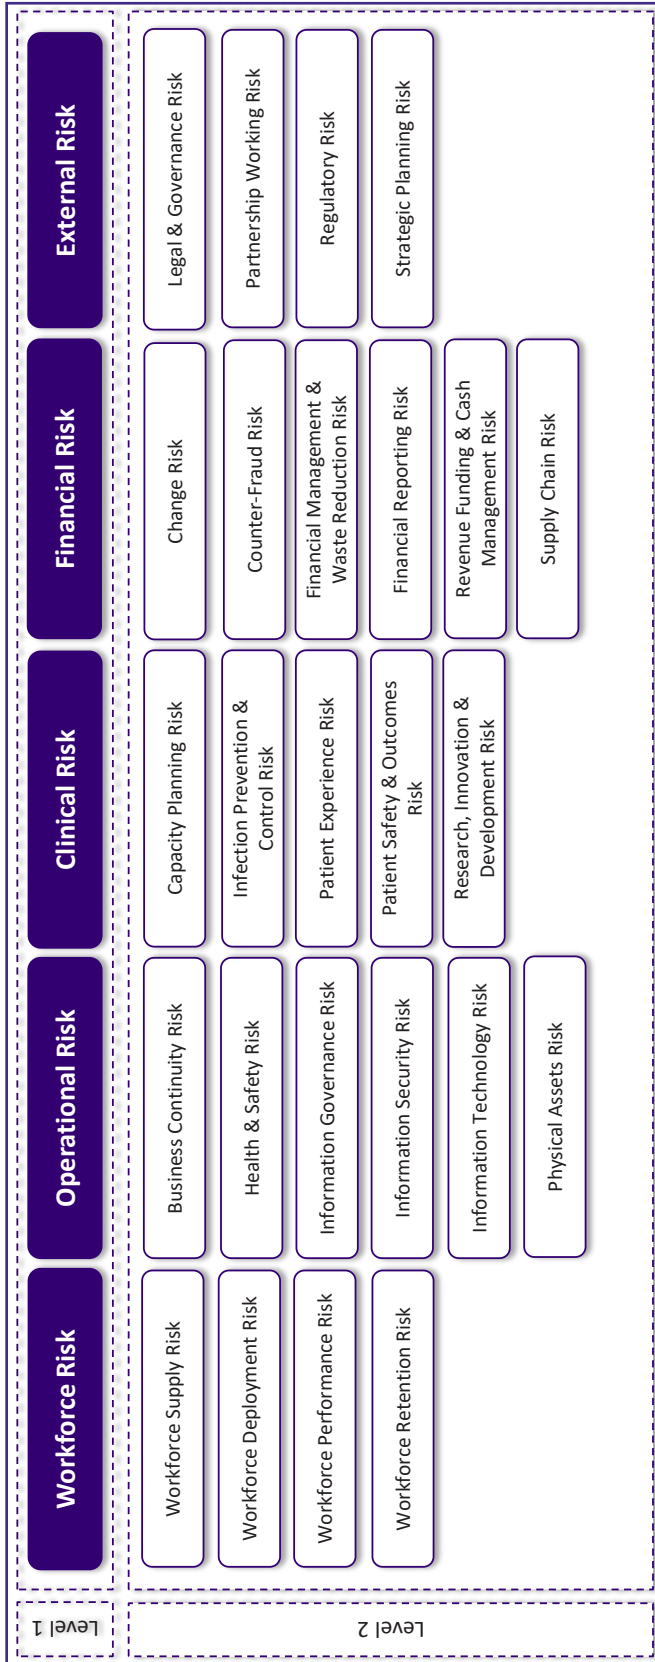 Level 1
Workforce Risk
Operational Risk
Clinical Risk
Financial Risk
External Risk
Level 2
Workforce Supply Risk
Workforce Deployment Risk
Workforce Performance Risk
Workforce Retention Risk
Business Continuity Risk
Health & Safety Risk
Information Governance Risk
Information Security Risk
Information Technology Risk
Physical Assets Risk
Capacity Planning Risk
Infection Prevention &
Control Risk
Patient Experience Risk
Patient Safety & Outcomes
Risk
Research, Innovation &
Development Risk
Change Risk
Counter-Fraud Risk
Financial Management &
Waste Reduction Risk
Financial Reporting Risk
Revenue Funding & Cash
Management Risk
Supply Chain Risk
Legal & Governance Risk
Partnership Working Risk
Regulatory Risk
Strategic Planning Risk